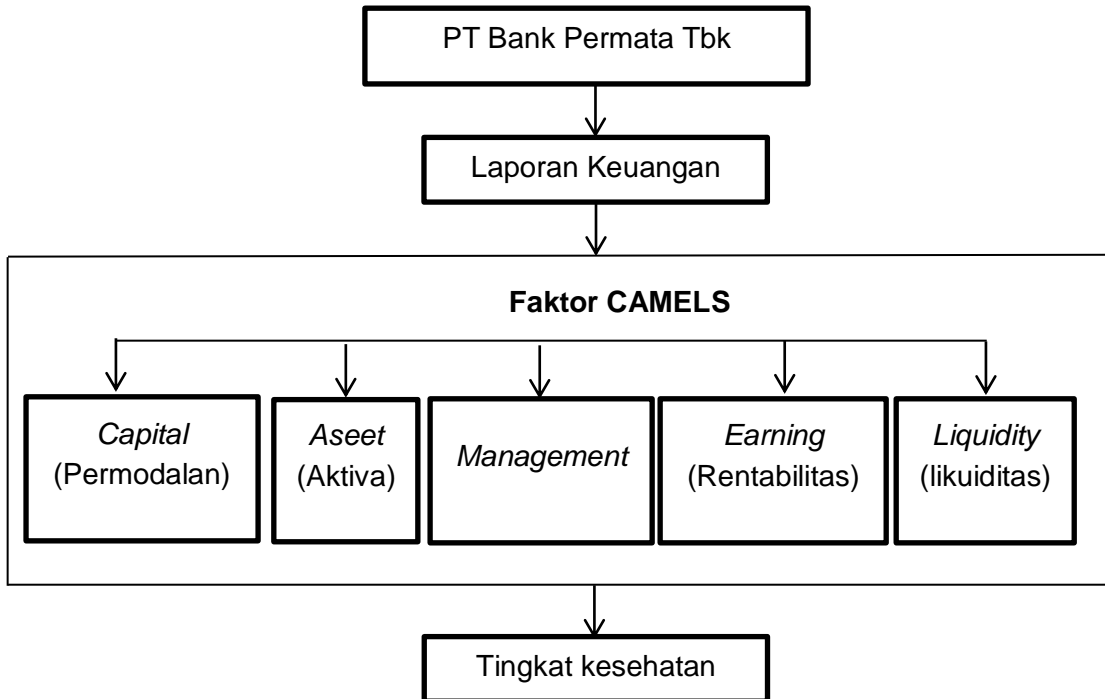 PT Bank Permata Tbk
Laporan Keuangan
Faktor CAMELS
Capital
(Permodalan)
Aseet
(Aktiva)
Management
Earning
(Rentabilitas)
Liquidity
(likuiditas)
Tingkat kesehatan